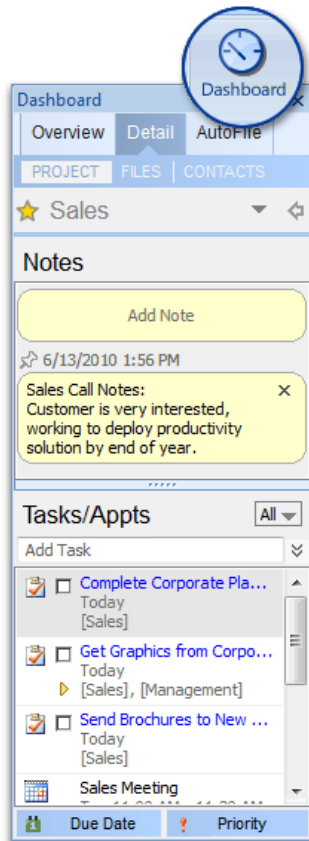 Dashboard
Dashboard
Overview Detail AutoFile
PROJECT FILES CONTACTS
Sales
Notes
Add Note
6/13/2010 1:56 PM
Sales Call Notes:
Customer is very interested,
working to deploy productivity
solution by end of year.
Tasks/Appts All
Add Task
Complete Corporate Pla...
Today
[Sales]
Get Graphics from Corpo...
Today
[Sales], [Management]
Send Brochures to New ...
Today
[Sales]
Sales Meeting
Due Date Priority